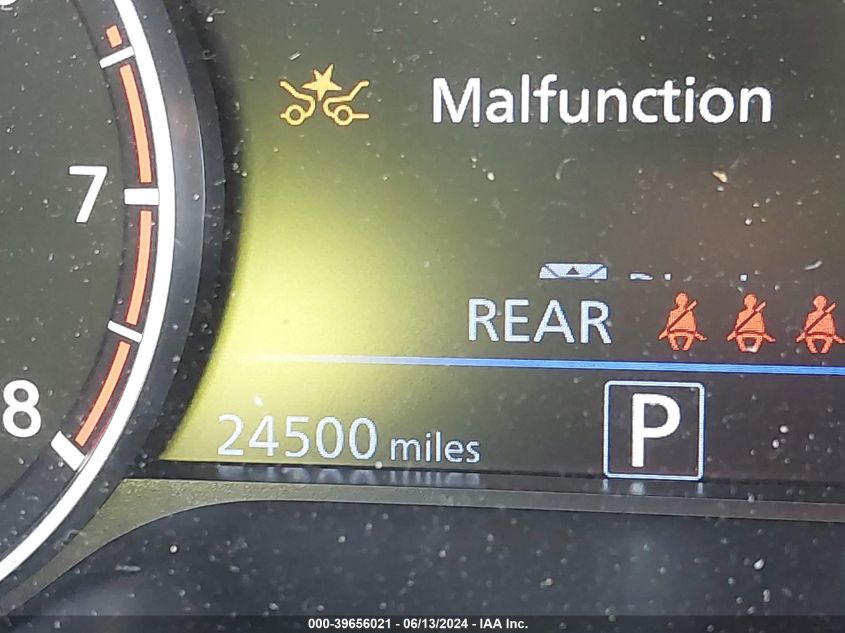 Malfunction
7
REAR
8
24500 miles
P
000-39656021 - 06/13/2024 - IAA Inc.